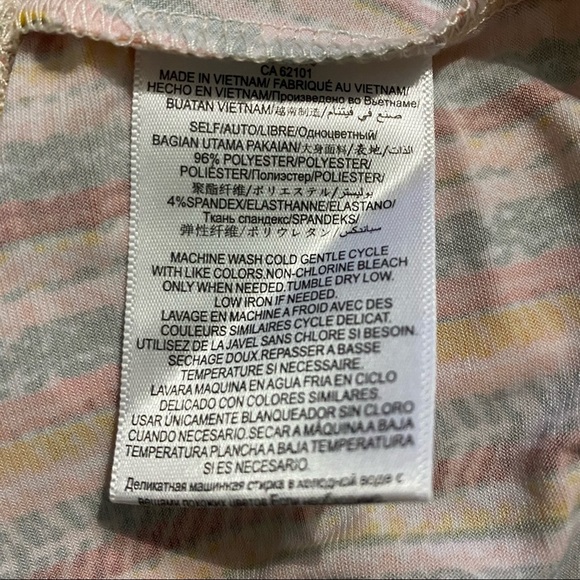 CA 62101
MADE IN VIETNAM/ FABRIQUÉ AU VIETNAM/
HECHO EN VIETNAM/Произведено во Вьетнаме/
BUATAN VIETNAM/越南制造/ صنع في فيتنام/
SELF/AUTO/LIBRE/Одноцветный/
BAGIAN UTAMA PAKAIAN/大身面料/表地/الذات/
96% POLYESTER/POLYESTER/
POLIÉSTER/Полиэстер/POLIESTER/
聚酯纤维/ポリエステル/بوليستر/
4%SPANDEX/ELASTHANNE/ELASTANO/
Ткань спандекс/SPANDEKS/
弹性纤维/ポリウレタン/سباندكس
MACHINE WASH COLD GENTLE CYCLE
WITH LIKE COLORS.NON-CHLORINE BLEACH
ONLY WHEN NEEDED.TUMBLE DRY LOW.
LOW IRON IF NEEDED.
LAVAGE EN MACHINE A FROID AVEC DES
COULEURS SIMILAIRES CYCLE DELICAT.
UTILISEZ DE LA JAVEL SANS CHLORE SI BESOIN.
SECHAGE DOUX.REPASSER A BASSE
TEMPERATURE SI NECESSAIRE.
LAVARA MAQUINA EN AGUA FRIA EN CICLO
DELICADO CON COLORES SIMILARES.
USAR ÚNICAMENTE BLANQUEADOR SIN CLORO
CUANDO NECESARIO.SECAR A MÁQUINA A BAJA
TEMPERATURA PLANCHA A BAJA TEMPERATURA
SI ES NECESARIO.
Деликатная машинная стирка в холодной воде с
вещами похожих цветов